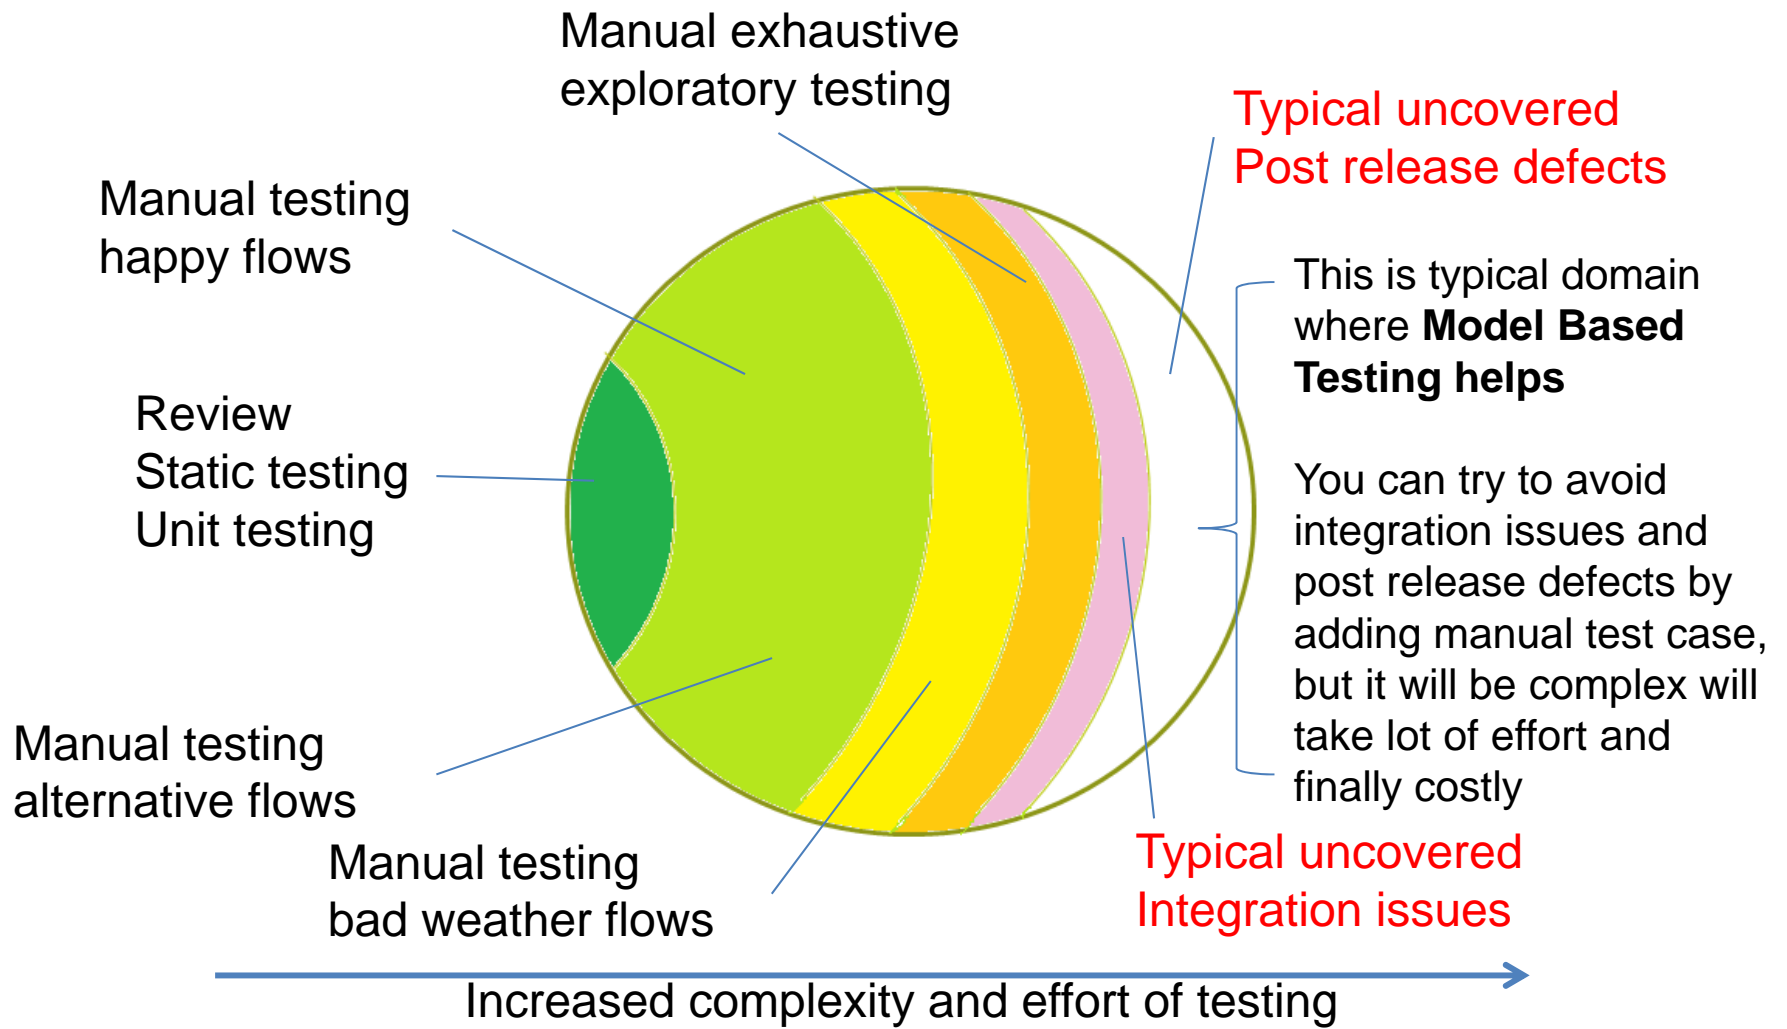 Manual exhaustive
exploratory testing
Typical uncovered
Post release defects
Manual testing
happy flows
This is typical domain
where Model Based
Testing helps
Review
Static testing
Unit testing
You can try to avoid
integration issues and
post release defects by
adding manual test case,
but it will be complex will
take lot of effort and
finally costly
Manual testing
alternative flows
Manual testing
bad weather flows
Typical uncovered
Integration issues
Increased complexity and effort of testing